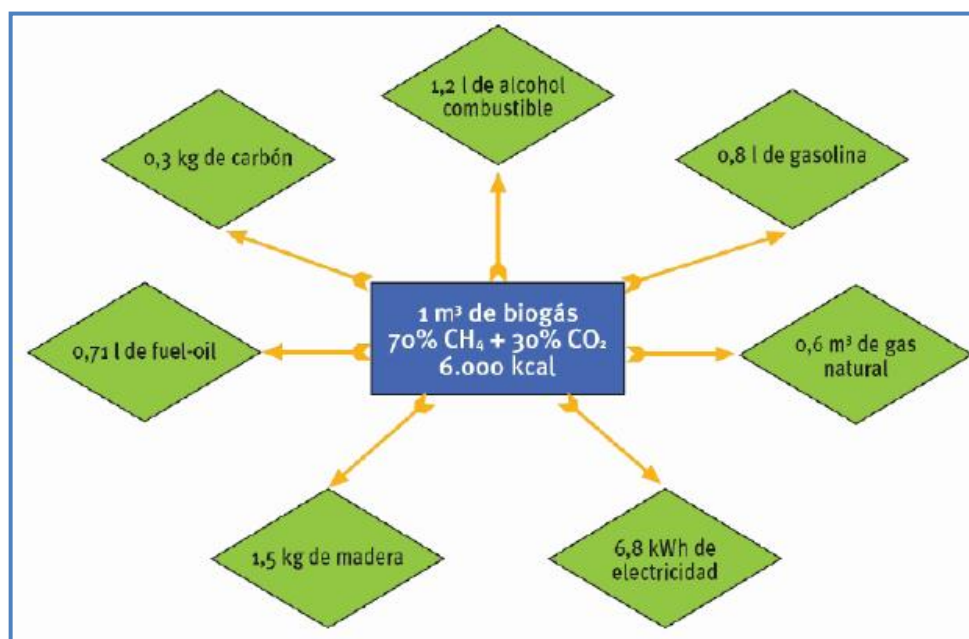 1,2 l de alcohol
combustible
0,3 kg de carbón
0,8 l de gasolina
1 m³ de biogás
70% CH₄ + 30% CO₂
6.000 kcal
0,71 l de fuel-oil
0,6 m³ de gas
natural
1,5 kg de madera
6,8 kWh de
electricidad